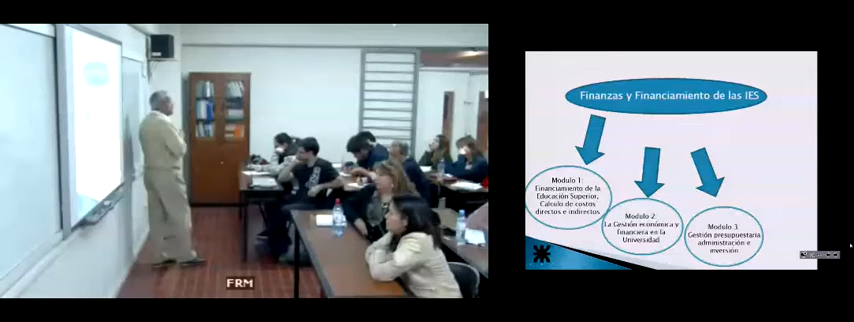 FRM
Finanzas y Financiamiento de las IES
Modulo 1:
Financiamiento de la
Educación Superior,
Calculo de costos
directos e indirectos
Modulo 2:
La Gestión económica y
financiera en la
Universidad
Modulo 3:
Gestión presupuestaria
administración e
inversión